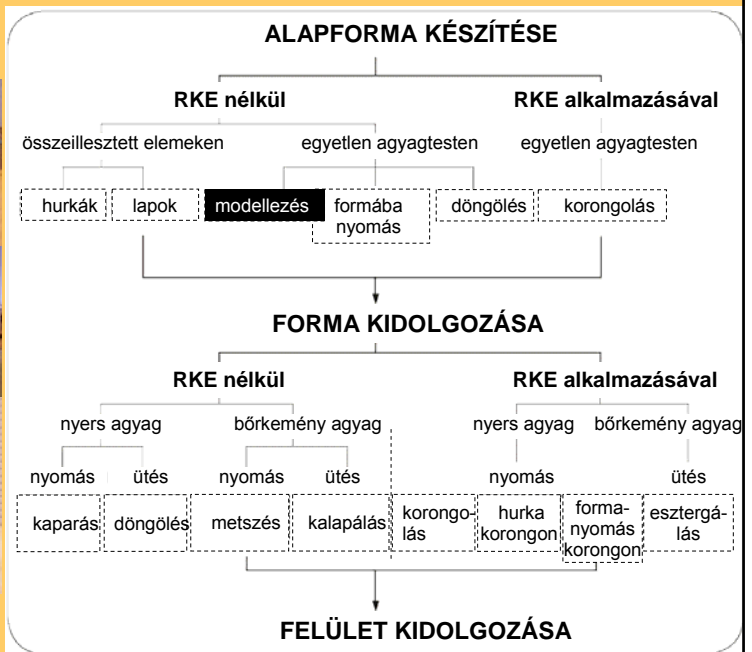 ALAPFORMA KÉSZÍTÉSE
RKE nélkül RKE alkalmazásával
összeillesztett elemeken egyetlen agyagtesten egyetlen agyagtesten
hurkák lapok modellezés formába nyomás döngölés korongolás
FORMA KIDOLGOZÁSA
RKE nélkül RKE alkalmazásával
nyers agyag bőrkemény agyag nyers agyag bőrkemény agyag
nyomás ütés nyomás ütés nyomás ütés
kaparás döngölés metszés kalapálás korongo-
lás
hurka
korongon
forma-
nyomás
korongon
esztergá-
lás
FELÜLET KIDOLGOZÁSA